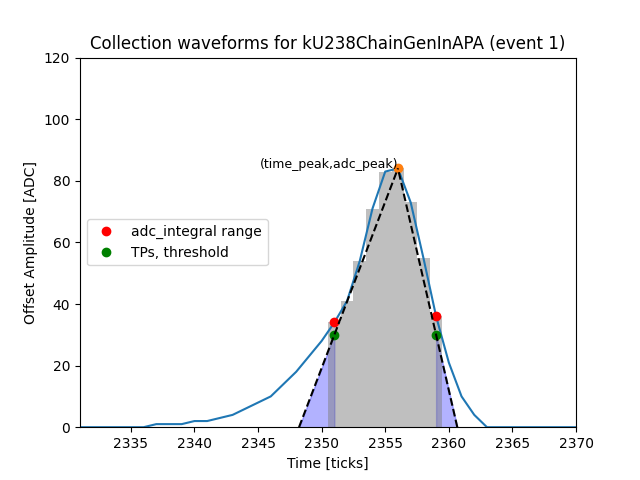 Collection waveforms for kU238ChainGenInAPA (event 1)
120
100
80
60
40
20
0
Offset Amplitude [ADC]
(time_peak,adc_peak)
adc_integral range
TPs, threshold
2335 2340 2345 2350 2355 2360 2365 2370
Time [ticks]